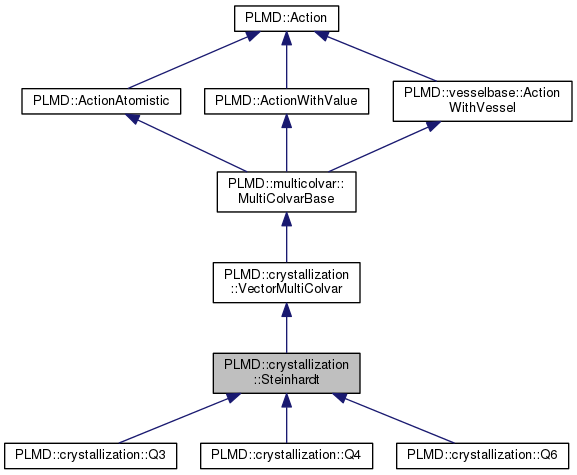 PLMD::Action
PLMD::ActionAtomistic
PLMD::ActionWithValue
PLMD::vesselbase::Action
WithVessel
PLMD::multicolvar::
MultiColvarBase
PLMD::crystallization
::VectorMultiColvar
PLMD::crystallization
::Steinhardt
PLMD::crystallization::Q3
PLMD::crystallization::Q4
PLMD::crystallization::Q6